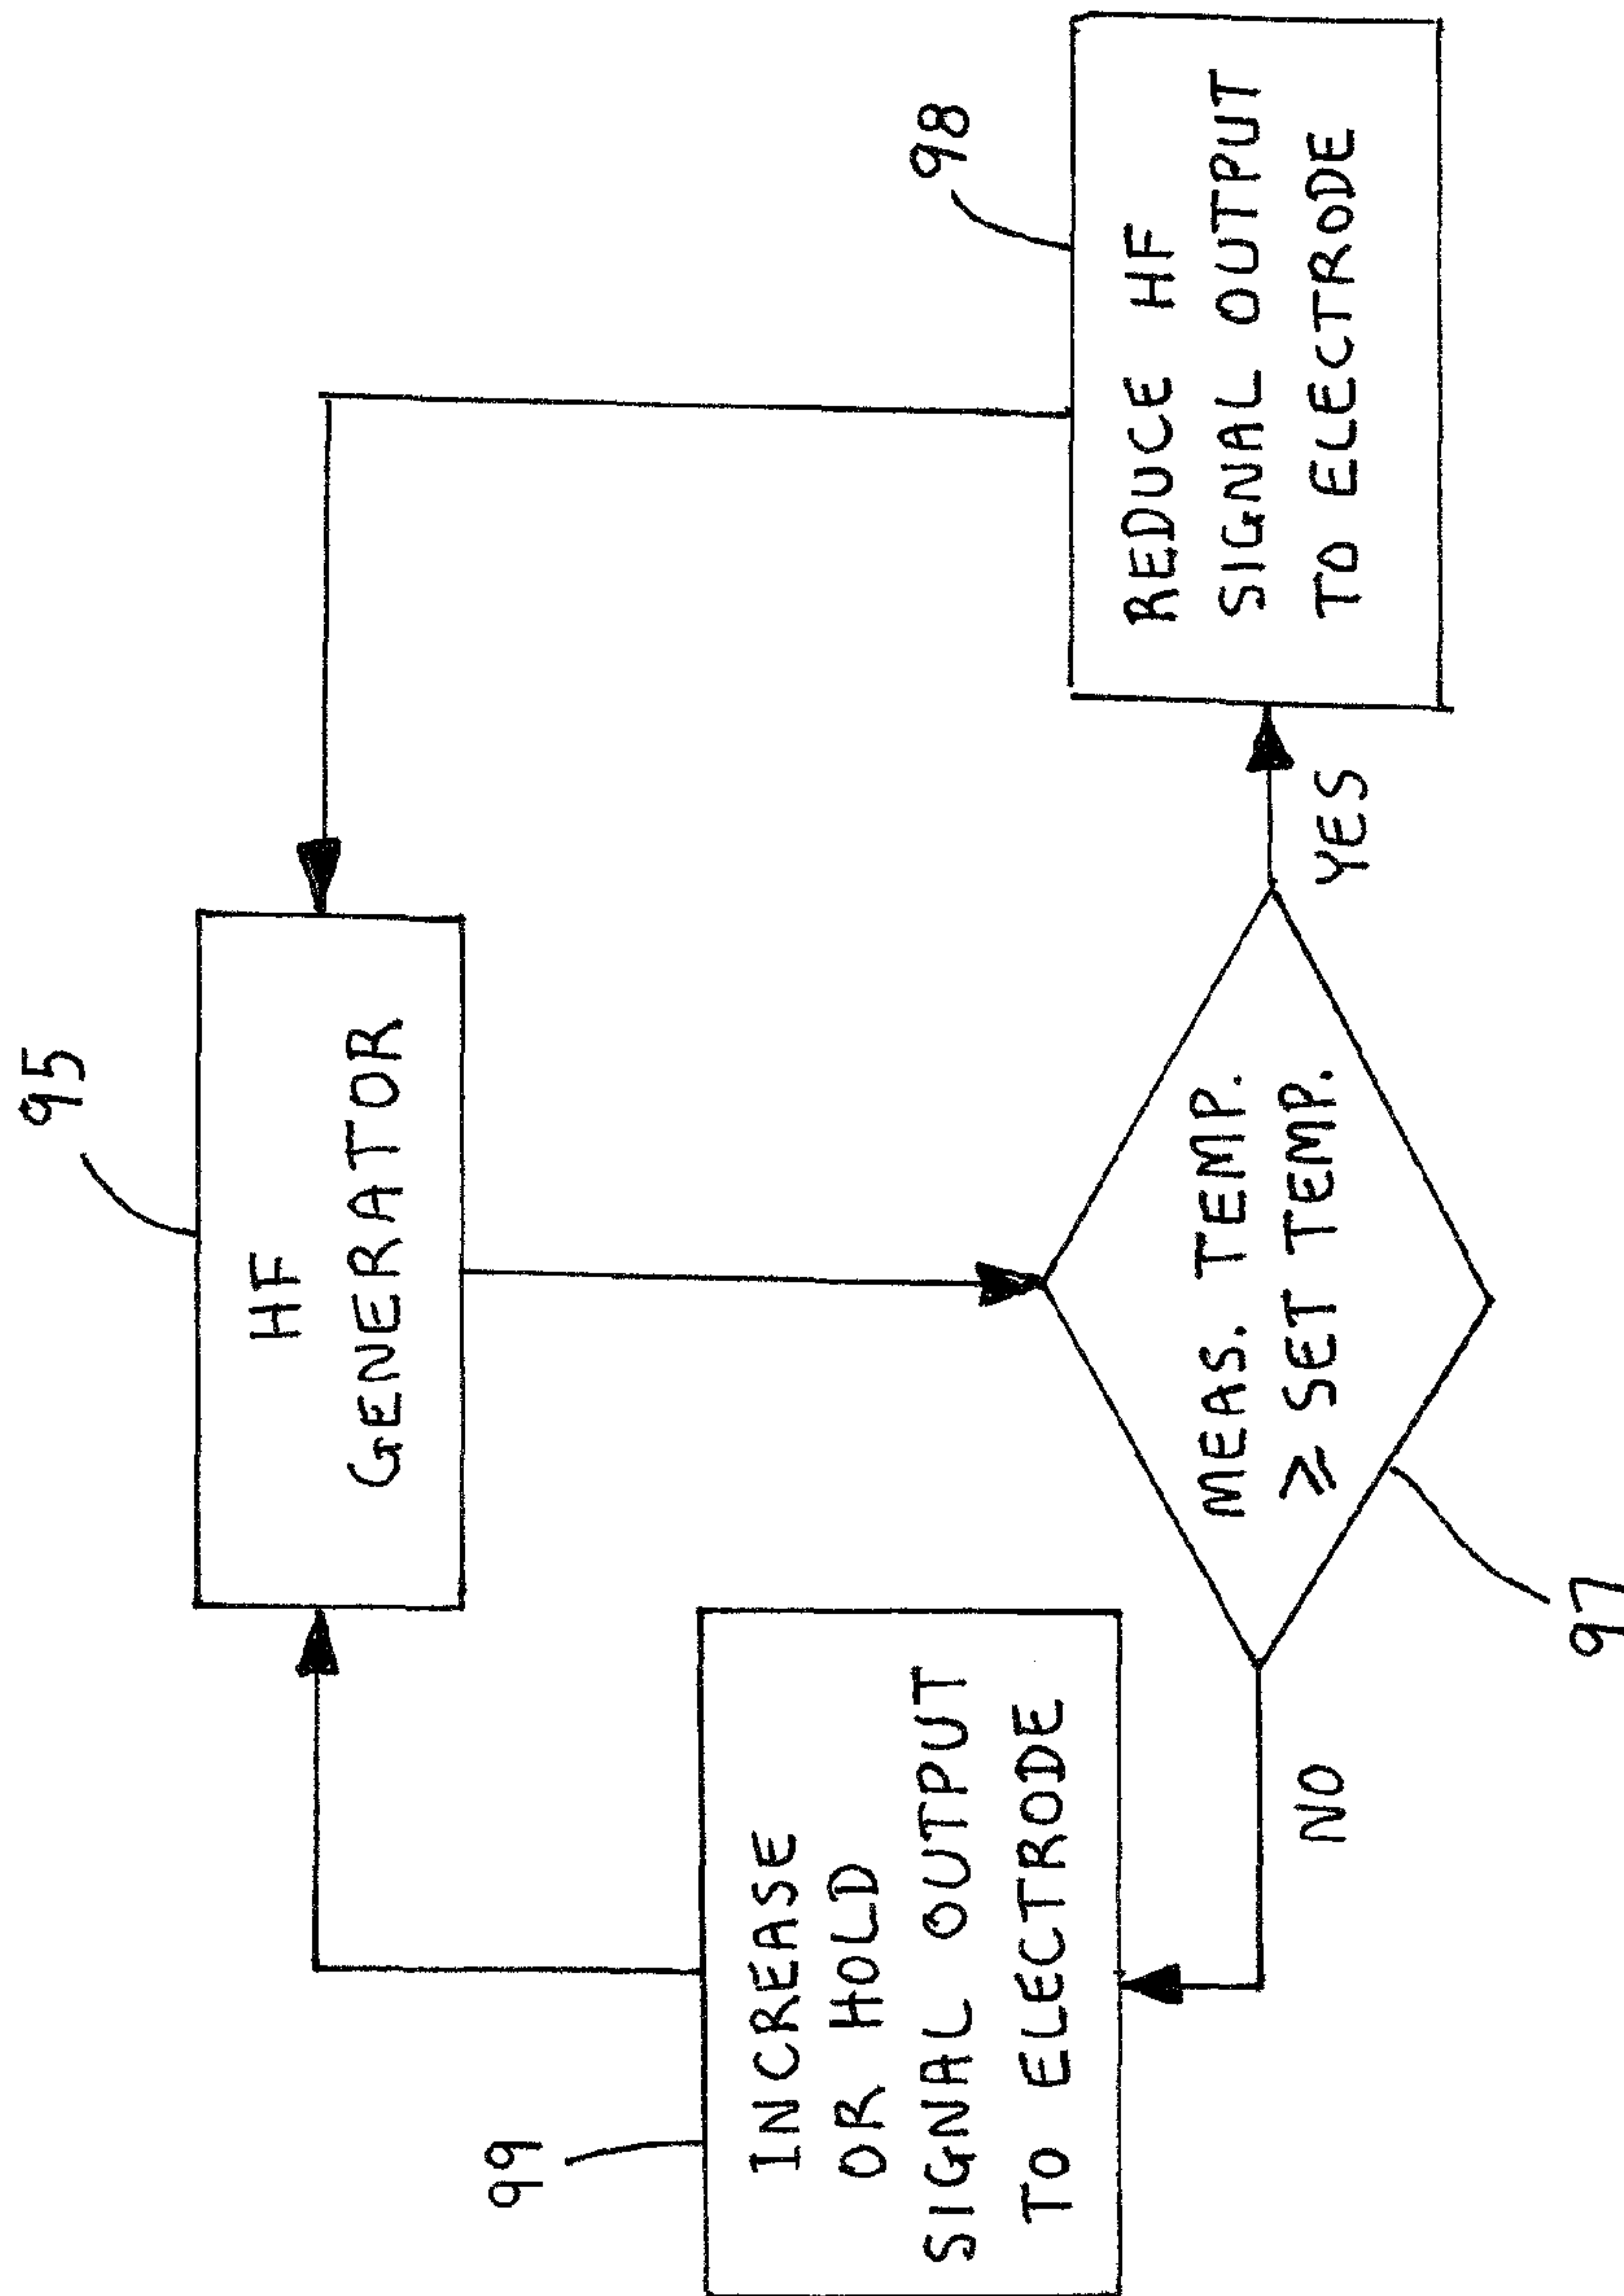 95
HF
GENERATOR
99
INCREASE
OR HOLD
SIGNAL OUTPUT
TO ELECTRODE
MEAS. TEMP.
≥ SET TEMP.
97
NO
YES
98
REDUCE HF
SIGNAL OUTPUT
TO ELECTRODE